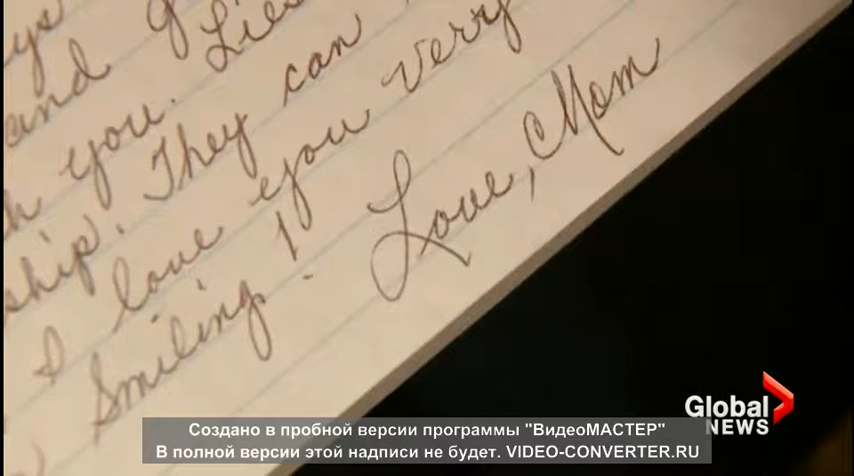 and Lies
you. They can
ship. I love you very
Smiling! Love, Mom
Global
NEWS
Создано в пробной версии программы "ВидеоМАСТЕР"
В полной версии этой надписи не будет. VIDEO-CONVERTER.RU